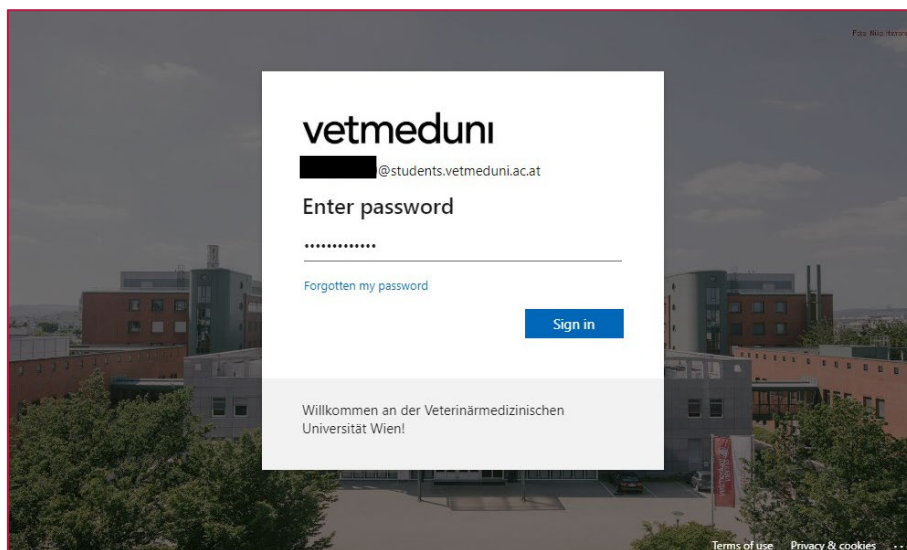 vetmeduni
@students.vetmeduni.ac.at
Enter password
Forgotten my password
Sign in
Willkommen an der Veterinärmedizinischen
Universität Wien!
Terms of use Privacy & cookies ...